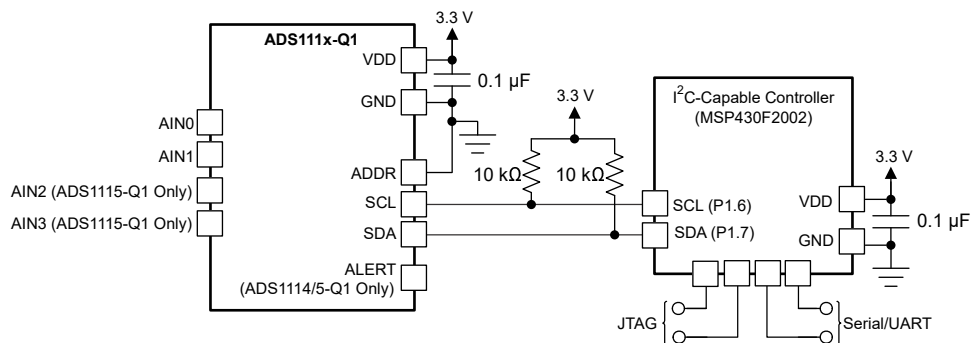 ADS111x-Q1
3.3 V
VDD
0.1 µF
GND
AIN0
AIN1
AIN2 (ADS1115-Q1 Only)
AIN3 (ADS1115-Q1 Only)
ADDR
SCL
SDA
ALERT
(ADS1114/5-Q1 Only)
3.3 V
10 kΩ
10 kΩ
I²C-Capable Controller
(MSP430F2002)
SCL (P1.6)
SDA (P1.7)
3.3 V
VDD
0.1 µF
GND
JTAG
Serial/UART